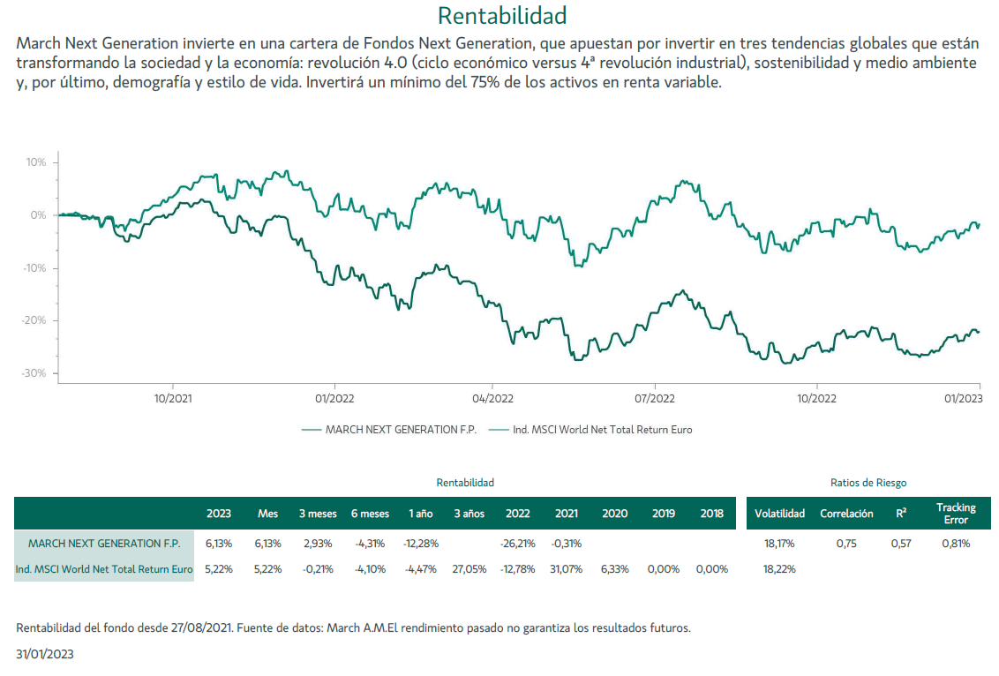 Rentabilidad
March Next Generation invierte en una cartera de Fondos Next Generation, que apuestan por invertir en tres tendencias globales que están
transformando la sociedad y la economía: revolución 4.0 (ciclo económico versus 4ª revolución industrial), sostenibilidad y medio ambiente
y, por último, demografía y estilo de vida. Invertirá un mínimo del 75% de los activos en renta variable.
10%
0%
-10%
-20%
-30%
10/2021 01/2022 04/2022 07/2022 10/2022 01/2023
MARCH NEXT GENERATION F.P. Ind. MSCI World Net Total Return Euro
Rentabilidad Ratios de Riesgo
2023 Mes 3 meses 6 meses 1 año 3 años 2022 2021 2020 2019 2018 Volatilidad Correlación R² Tracking Error
MARCH NEXT GENERATION F.P. 6,13% 6,13% 2,93% -4,31% -12,28% -26,21% -0,31% 18,17% 0,75 0,57 0,81%
Ind. MSCI World Net Total Return Euro 5,22% 5,22% -0,21% -4,10% -4,47% 27,05% -12,78% 31,07% 6,33% 0,00% 0,00% 18,22%
Rentabilidad del fondo desde 27/08/2021. Fuente de datos: March A.M.El rendimiento pasado no garantiza los resultados futuros.
31/01/2023